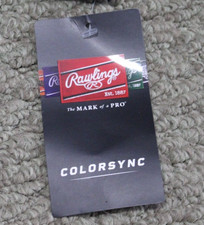 Rawlings
EST. 1887
The MARK of a PRO
COLORSYNC